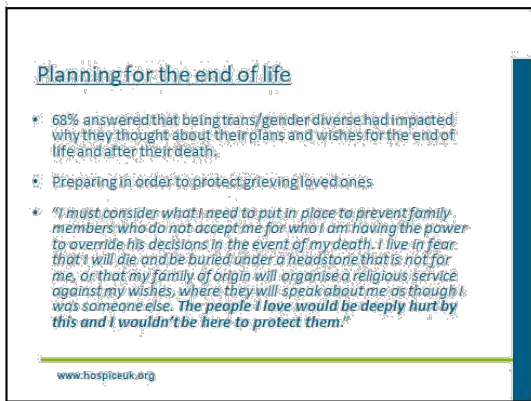 Planning for the end of life
• 68% answered that being trans/gender diverse had impacted
why they thought about their plans and wishes for the end of
life and after their death.
• Preparing in order to protect grieving loved ones
• "I must consider what I need to put in place to prevent family
members who do not accept me for who I am having the power
to override his decisions in the event of my death. I live in fear
that I will die and be buried under a headstone that is not for
me, or that my family of origin will organise a religious service
against my wishes, where they will speak about me as though I
was someone else. The people I love would be deeply hurt by
this and I wouldn't be here to protect them."
www.hospiceuk.org